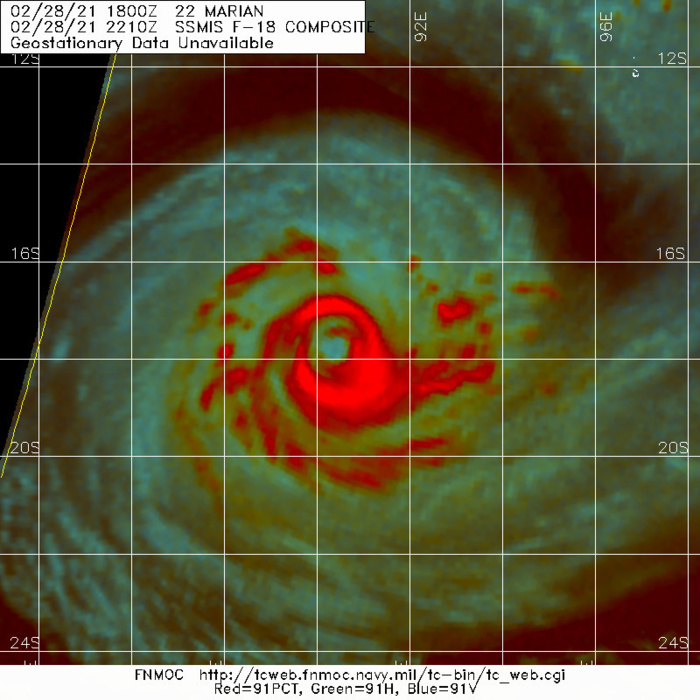 02/28/21 1800Z 22 MARIAN
02/28/21 2210Z SSMIS F-18 COMPOSITE
Geostationary Data Unavailable
92E
96E
12S
12S
16S
16S
20S
20S
24S
24S
FNMOC http://tcweb.fnmoc.navy.mil/tc-bin/tc_web.cgi
Red=91PCT, Green=91H, Blue=91V